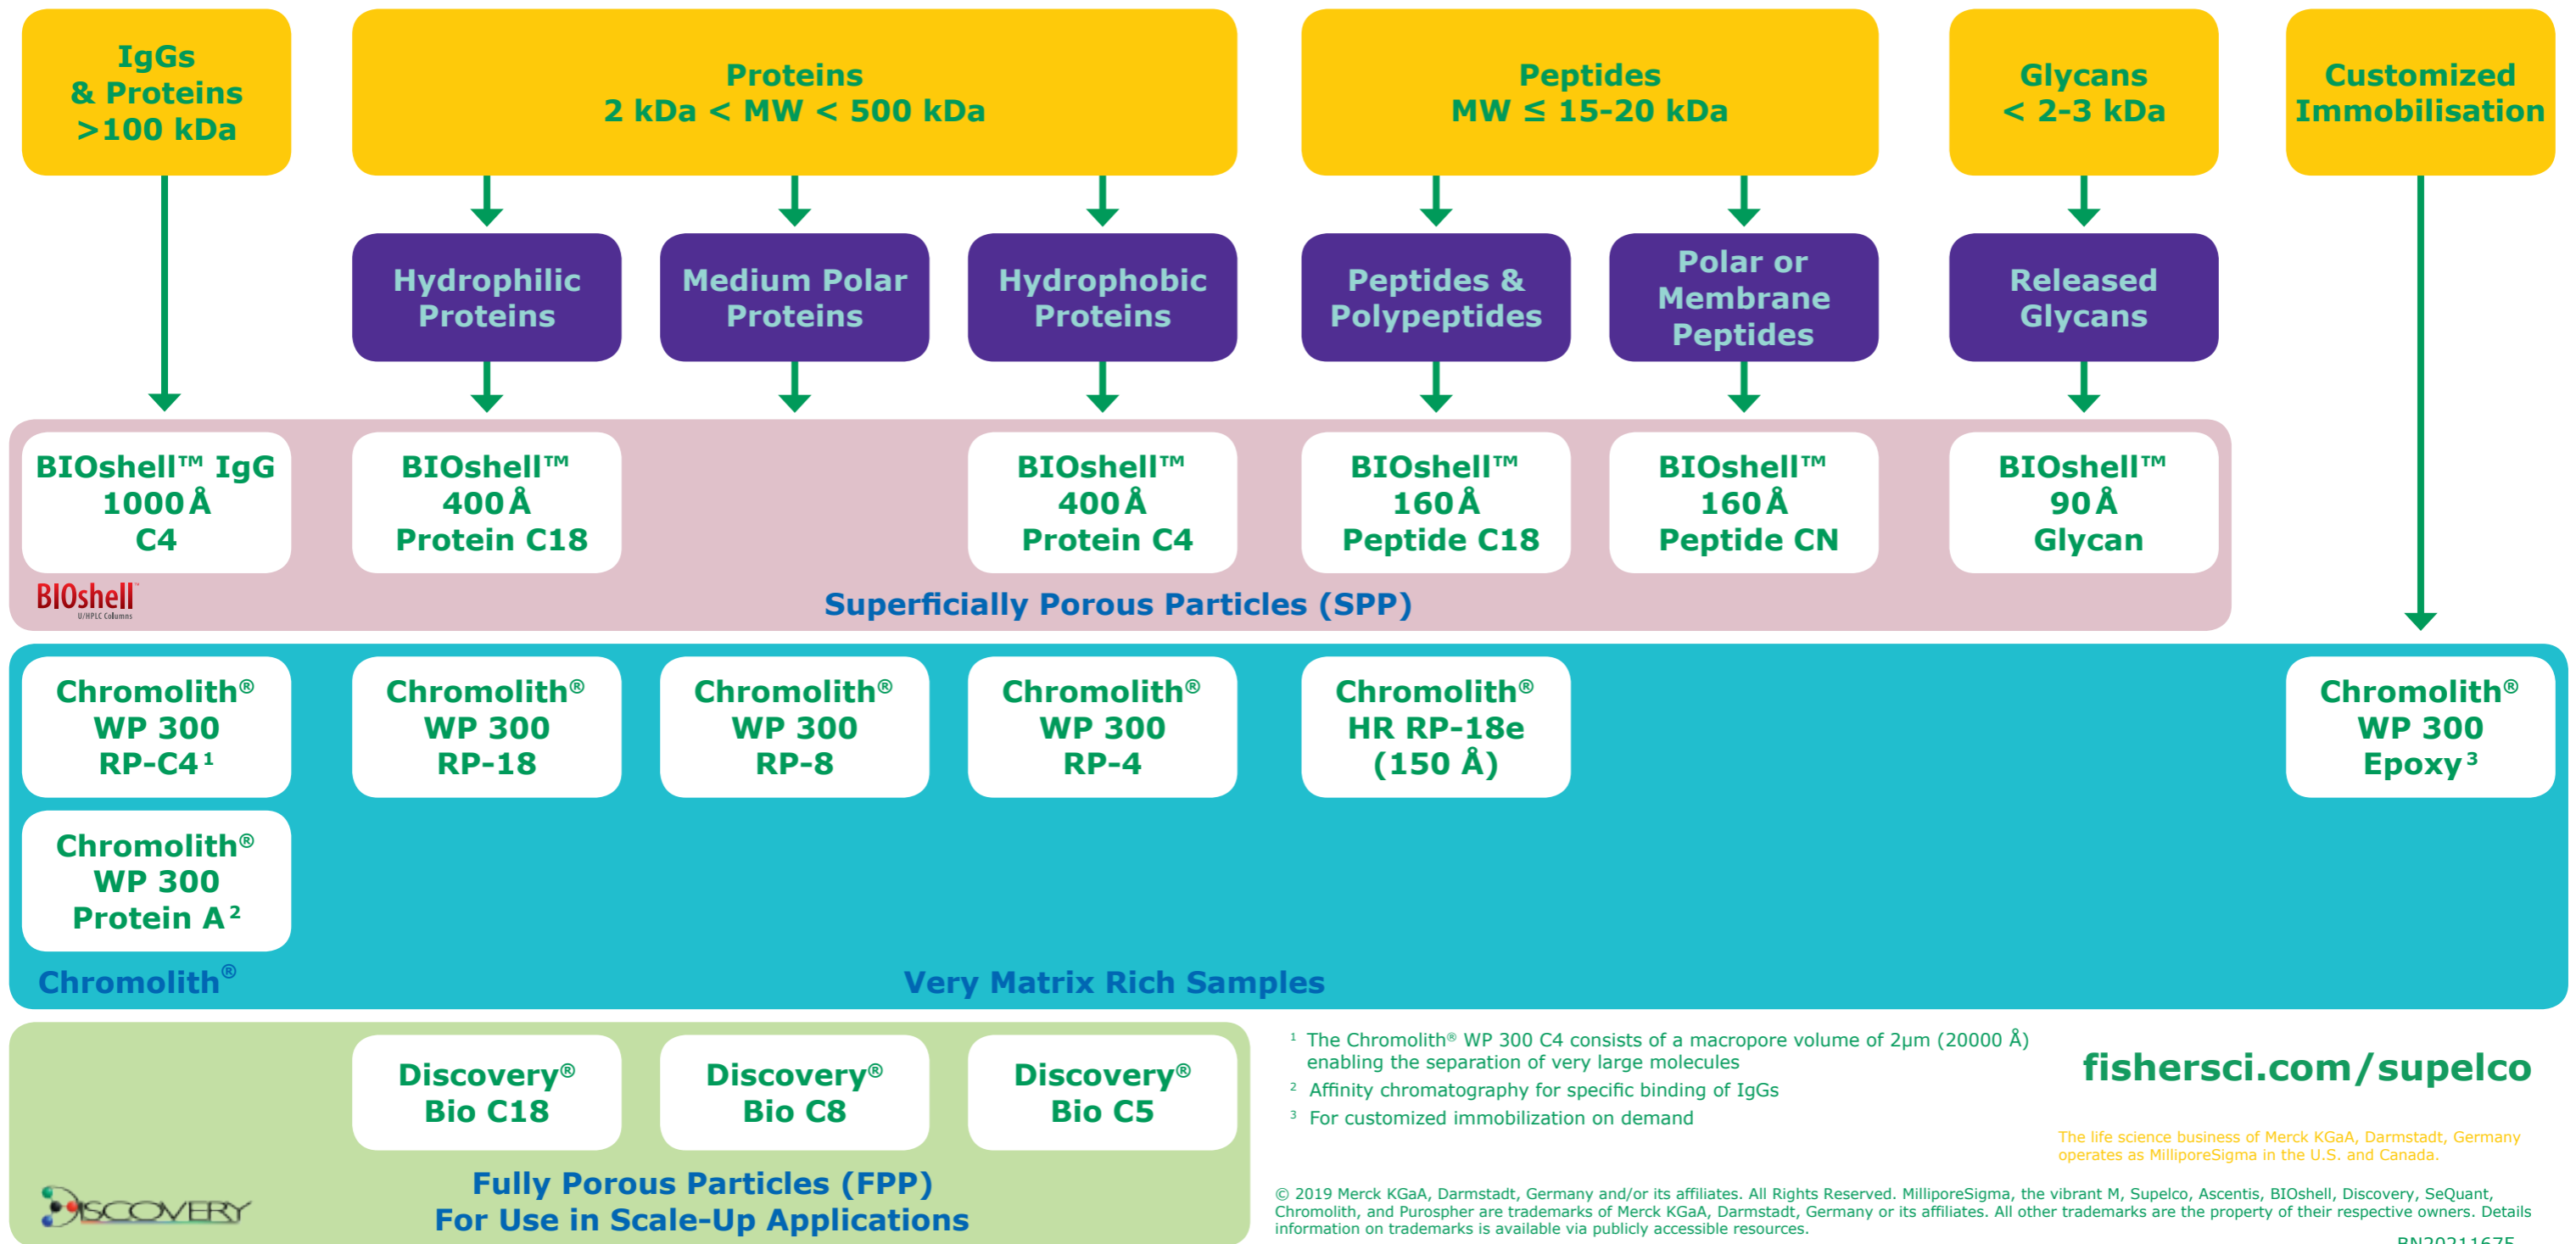 IgGs
& Proteins
>100 kDa
Proteins
2 kDa < MW < 500 kDa
Peptides
MW ≤ 15-20 kDa
Glycans
< 2-3 kDa
Customized
Immobilisation
Hydrophilic
Proteins
Medium Polar
Proteins
Hydrophobic
Proteins
Peptides &
Polypeptides
Polar or
Membrane
Peptides
Released
Glycans
BIOshell™ IgG
1000 Å
C4
BIOshell™
400 Å
Protein C18
BIOshell™
400 Å
Protein C4
BIOshell™
160 Å
Peptide C18
BIOshell™
160 Å
Peptide CN
BIOshell™
90 Å
Glycan
BIOshell™
U/HPLC Columns
Superficially Porous Particles (SPP)
Chromolith®
WP 300
RP-C4¹
Chromolith®
WP 300
RP-18
Chromolith®
WP 300
RP-8
Chromolith®
WP 300
RP-4
Chromolith®
HR RP-18e
(150 Å)
Chromolith®
WP 300
Epoxy³
Chromolith®
WP 300
Protein A²
Chromolith®
Very Matrix Rich Samples
Discovery®
Bio C18
Discovery®
Bio C8
Discovery®
Bio C5
DISCOVERY
Fully Porous Particles (FPP)
For Use in Scale-Up Applications
¹ The Chromolith® WP 300 C4 consists of a macropore volume of 2µm (20000 Å)
enabling the separation of very large molecules
² Affinity chromatography for specific binding of IgGs
³ For customized immobilization on demand
fishersci.com/supelco
The life science business of Merck KGaA, Darmstadt, Germany
operates as MilliporeSigma in the U.S. and Canada.
© 2019 Merck KGaA, Darmstadt, Germany and/or its affiliates. All Rights Reserved. MilliporeSigma, the vibrant M, Supelco, Ascentis, BIOshell, Discovery, SeQuant,
Chromolith, and Purospher are trademarks of Merck KGaA, Darmstadt, Germany or its affiliates. All other trademarks are the property of their respective owners. Details
information on trademarks is available via publicly accessible resources.
BN20211675